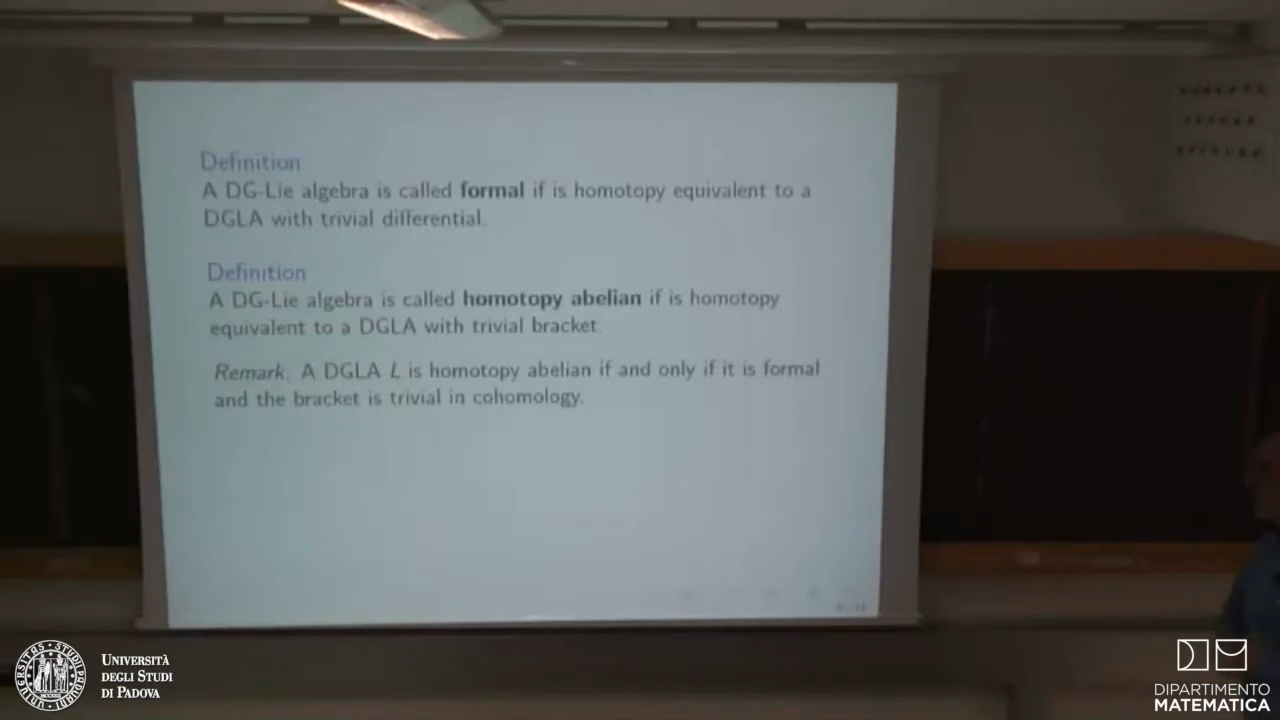 Definition
A DG-Lie algebra is called formal if is homotopy equivalent to a
DGLA with trivial differential.
Definition
A DG-Lie algebra is called homotopy abelian if is homotopy
equivalent to a DGLA with trivial bracket.
Remark. A DGLA L is homotopy abelian if and only if it is formal
and the bracket is trivial in cohomology.
UNIVERSITÀ
DEGLI STUDI
DI PADOVA
DIPARTIMENTO
MATEMATICA